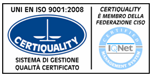 UNI EN ISO 9001:2008
CERTIQUALITY
SISTEMA DI GESTIONE
QUALITÀ CERTIFICATO
CERTIQUALITY
È MEMBRO DELLA
FEDERAZIONE CISQ
IQNet